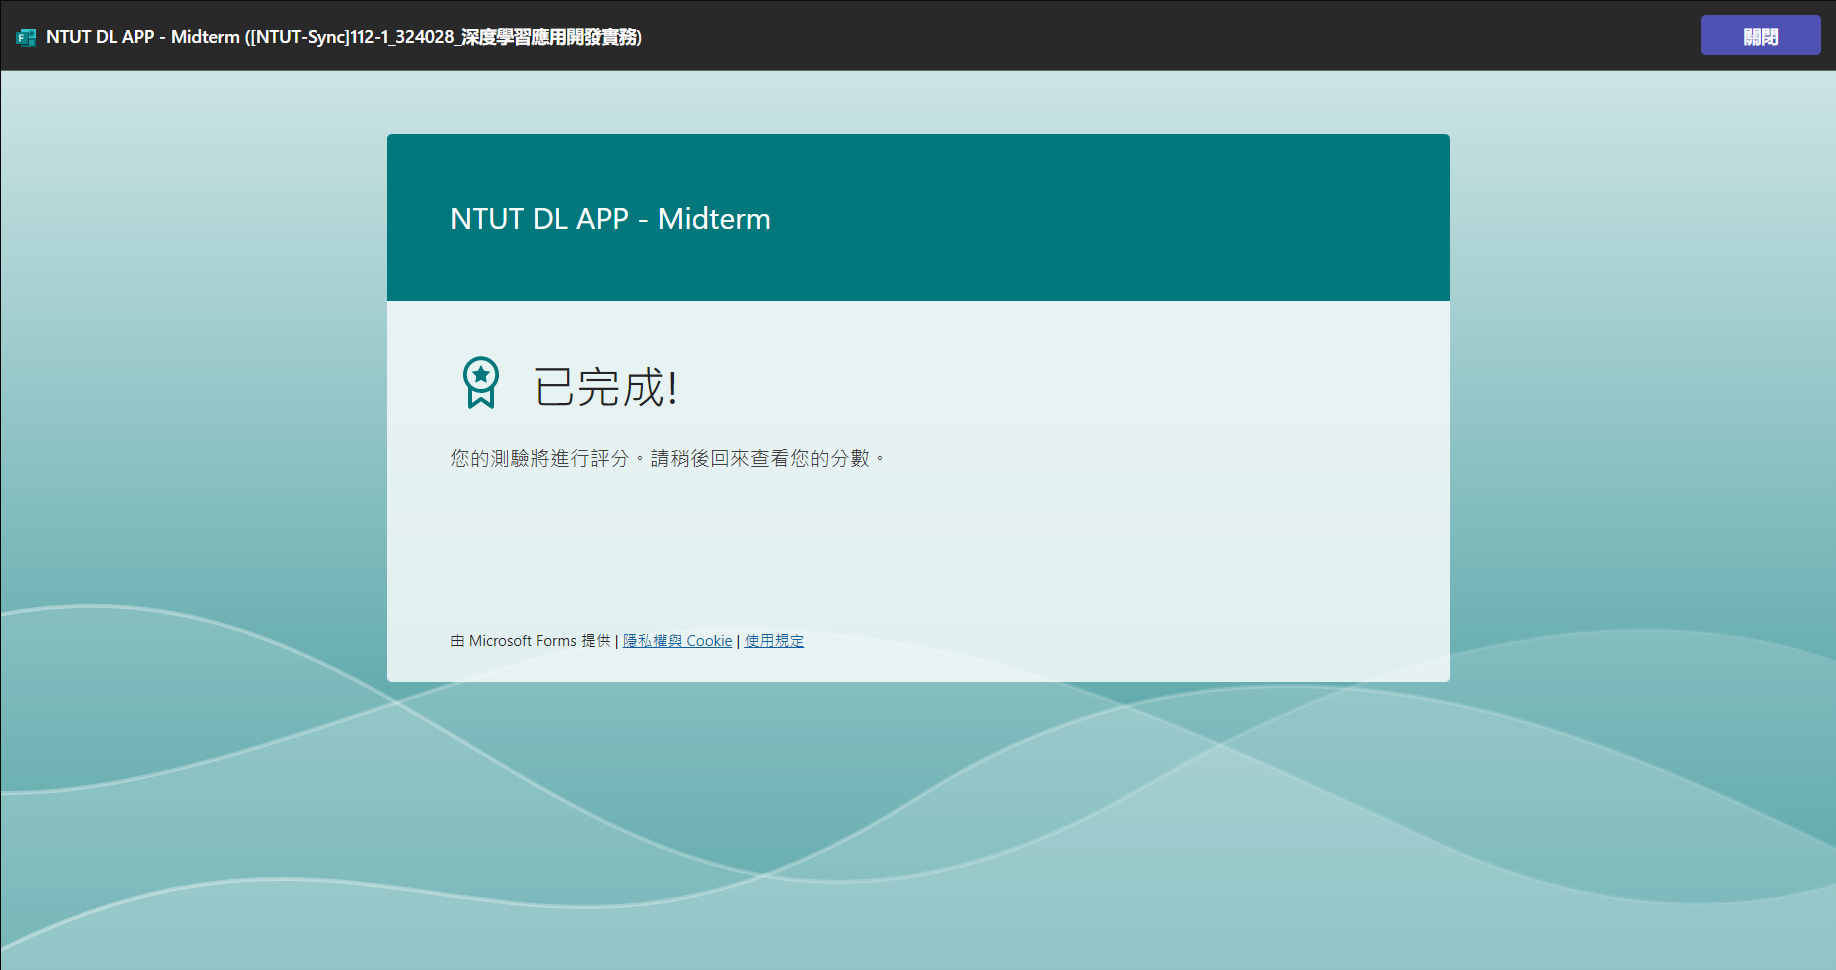 NTUT DL APP - Midterm ([NTUT-Sync]112-1_324028_深度學習應用開發實務)
關閉
NTUT DL APP - Midterm
已完成!
您的測驗將進行評分。請稍後回來查看您的分數。
由 Microsoft Forms 提供 | 隱私權與 Cookie | 使用規定